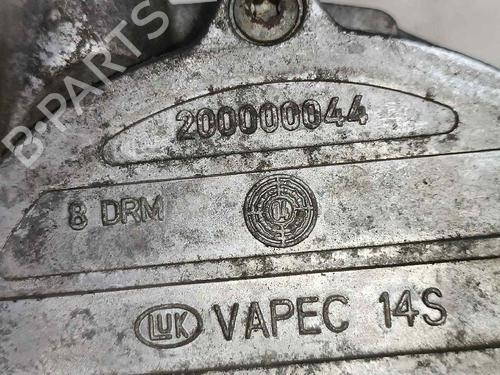 B-PARTS
200000044
8 DRM
LUK VAPEC 14S